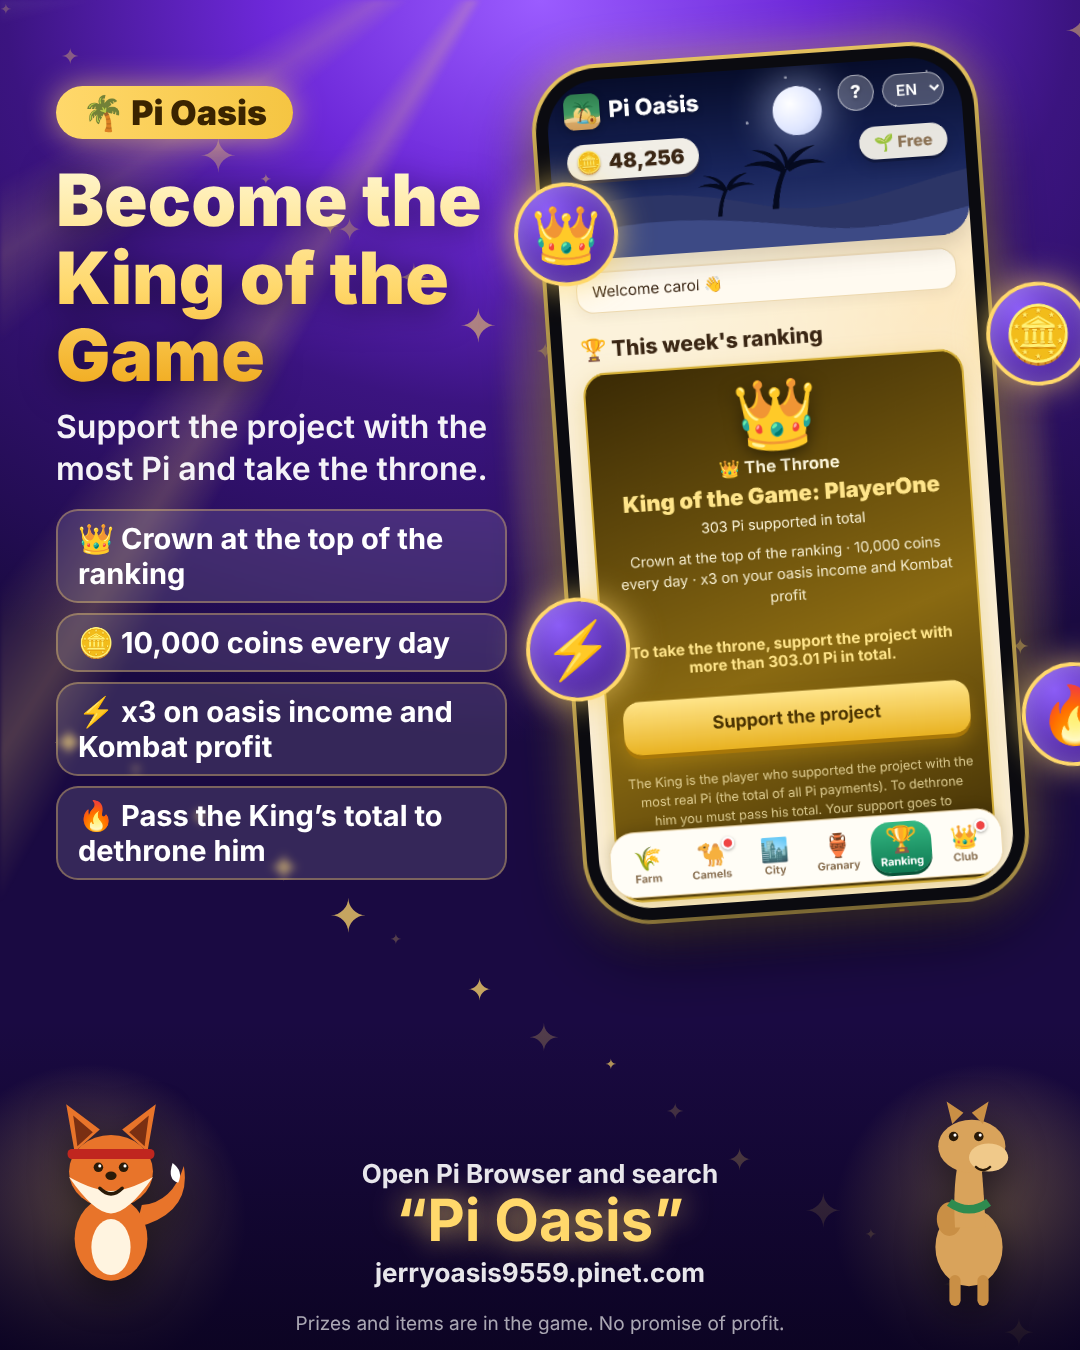 🌴 Pi Oasis
Become the
King of the
Game
Support the project with the
most Pi and take the throne.
👑 Crown at the top of the
ranking
🪙 10,000 coins every day
⚡ x3 on oasis income and
Kombat profit
🔥 Pass the King’s total to
dethrone him
Pi Oasis
?
EN
🪙 48,256
🌱 Free
Welcome carol 👋
🏆 This week's ranking
👑 The Throne
King of the Game: PlayerOne
303 Pi supported in total
Crown at the top of the ranking · 10,000 coins
every day · x3 on your oasis income and Kombat
profit
To take the throne, support the project with
more than 303.01 Pi in total.
Support the project
The King is the player who supported the project with the
most real Pi (the total of all Pi payments). To dethrone
him you must pass his total. Your support goes to
Farm
Camels
City
Granary
Ranking
Club
Open Pi Browser and search
“Pi Oasis”
jerryoasis9559.pinet.com
Prizes and items are in the game. No promise of profit.